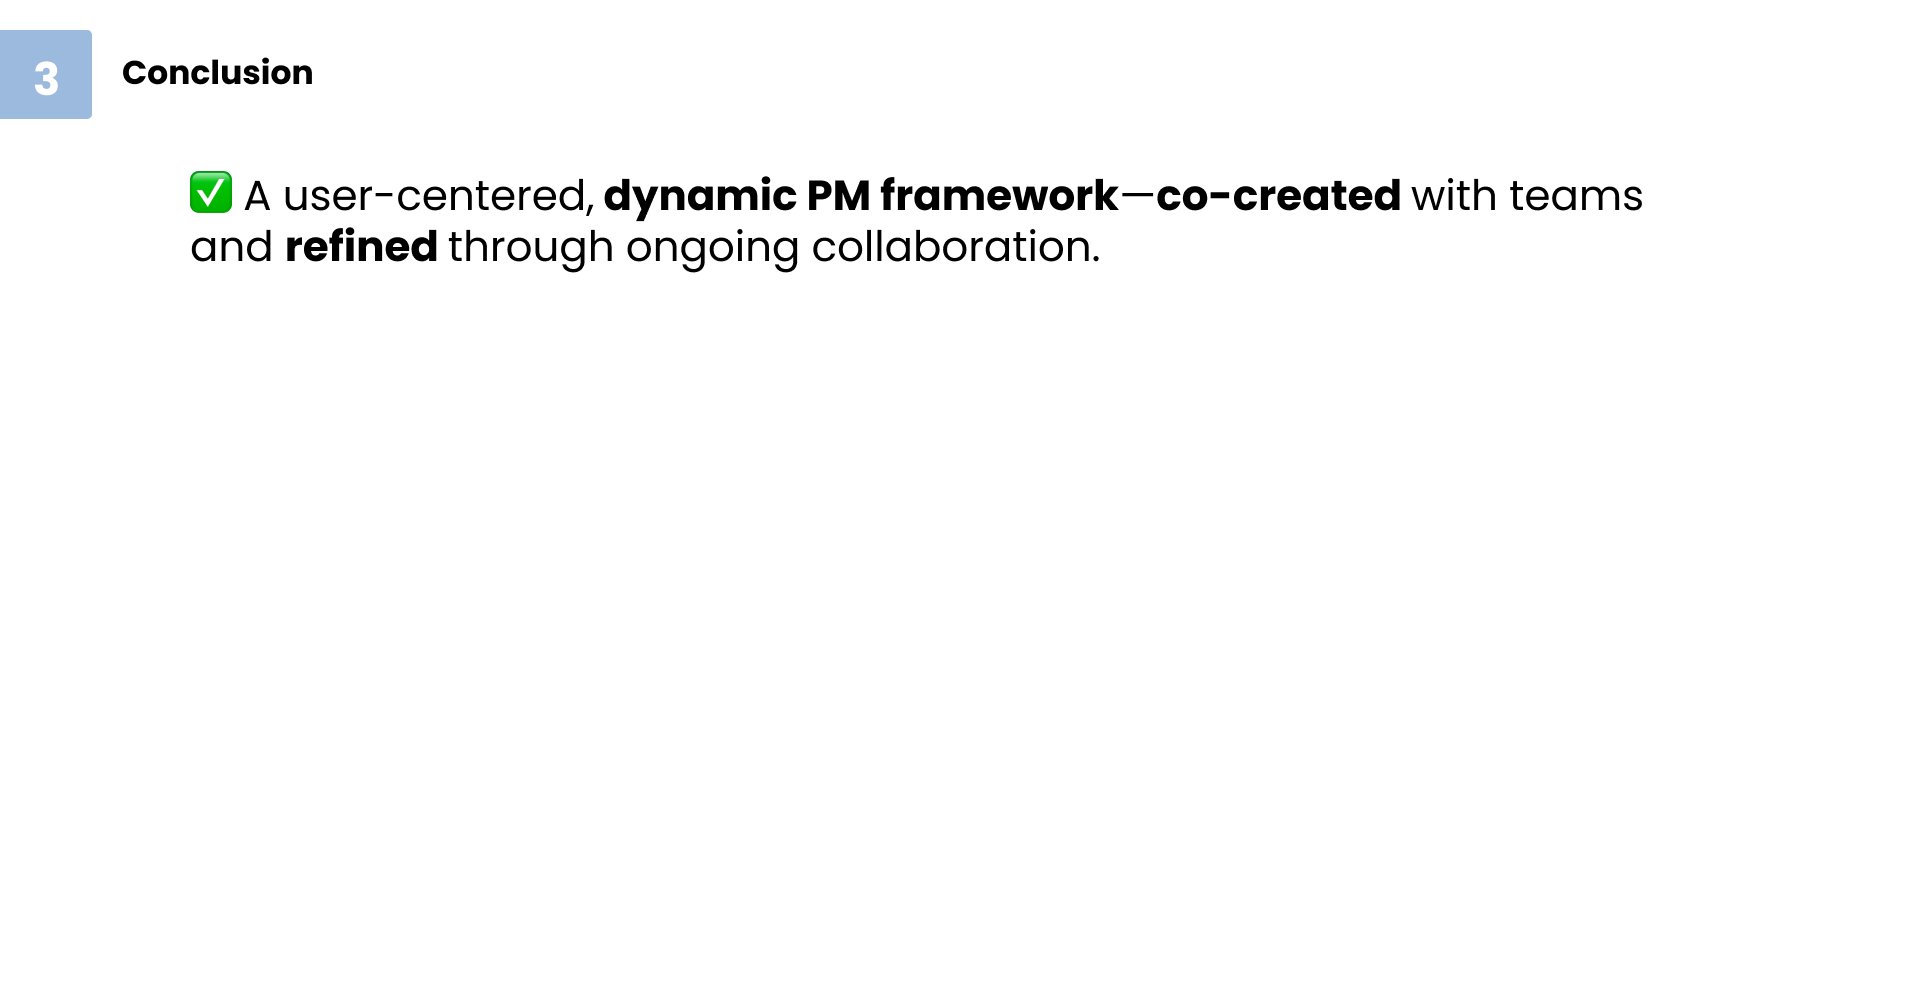 3
Conclusion
✅ A user-centered, dynamic PM framework—co-created with teams
and refined through ongoing collaboration.